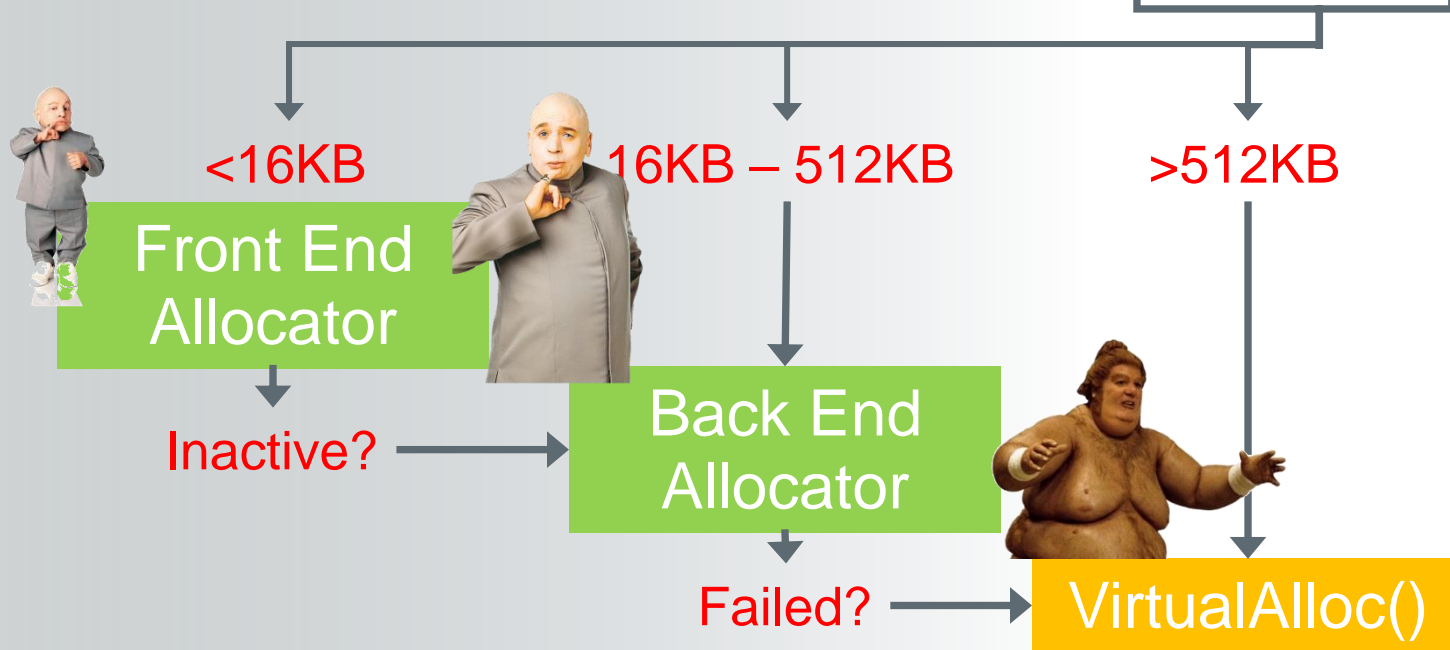 <16KB
16KB – 512KB
>512KB
Front End
Allocator
Inactive?
Back End
Allocator
Failed?
VirtualAlloc()